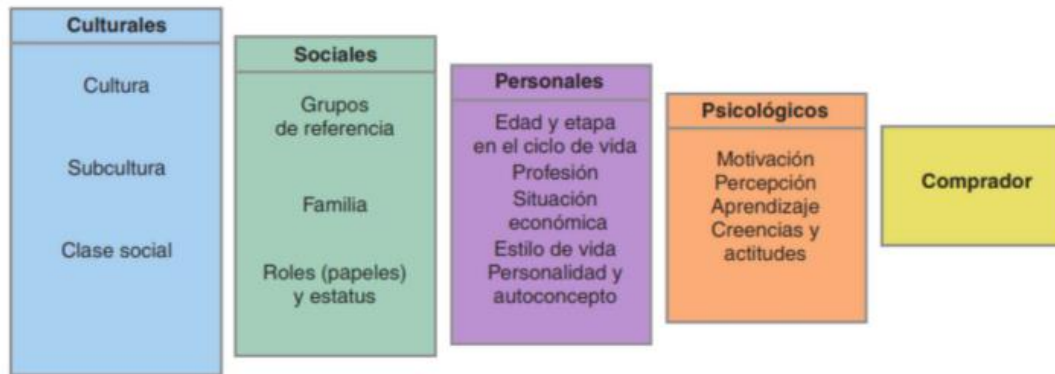 Culturales
Cultura
Subcultura
Clase social
Sociales
Grupos
de referencia
Familia
Roles (papeles)
y estatus
Personales
Edad y etapa
en el ciclo de vida
Profesión
Situación
económica
Estilo de vida
Personalidad y
autoconcepto
Psicológicos
Motivación
Percepción
Aprendizaje
Creencias y
actitudes
Comprador